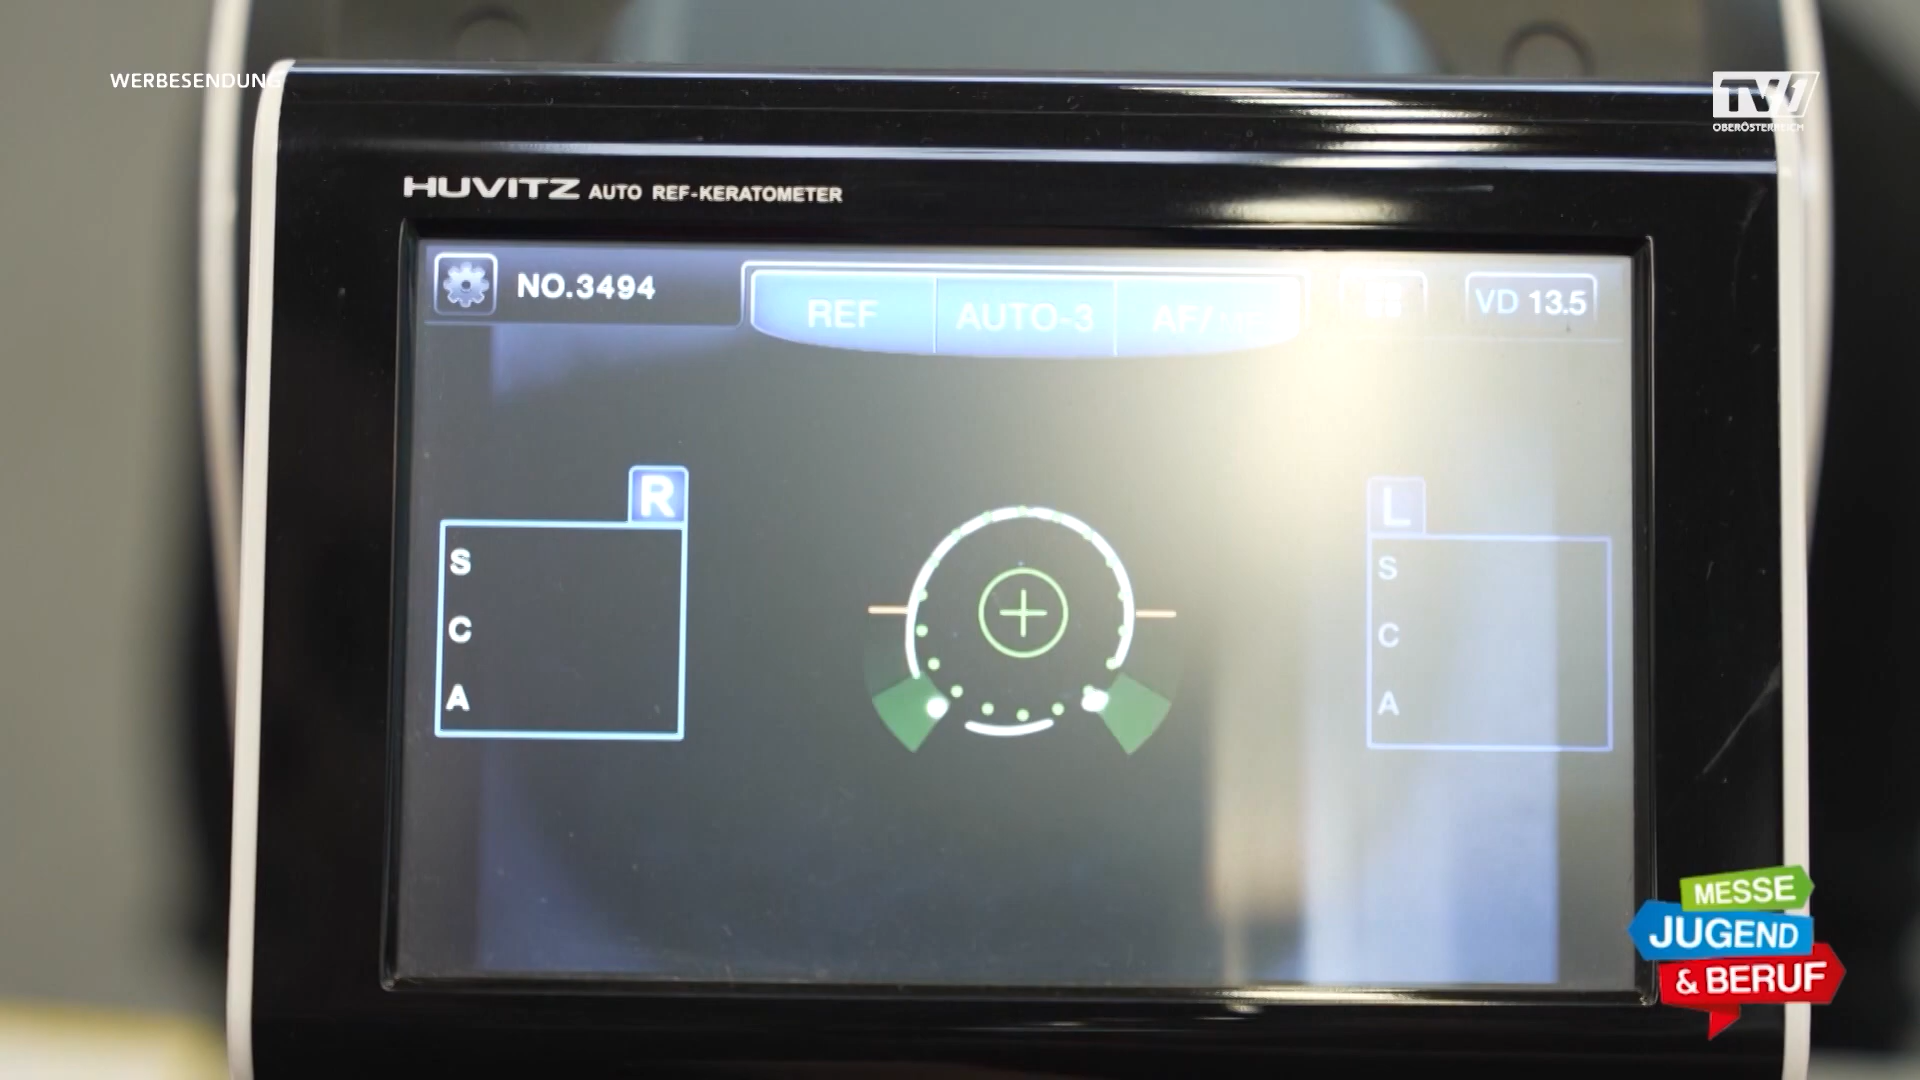 WERBESENDUNG
TV1
OBERÖSTERREICH
HUVITZ AUTO REF-KERATOMETER
NO.3494
REF
AUTO-3
AF/
VD 13.5
R
S
C
A
L
S
C
A
MESSE
JUGEND
& BERUF